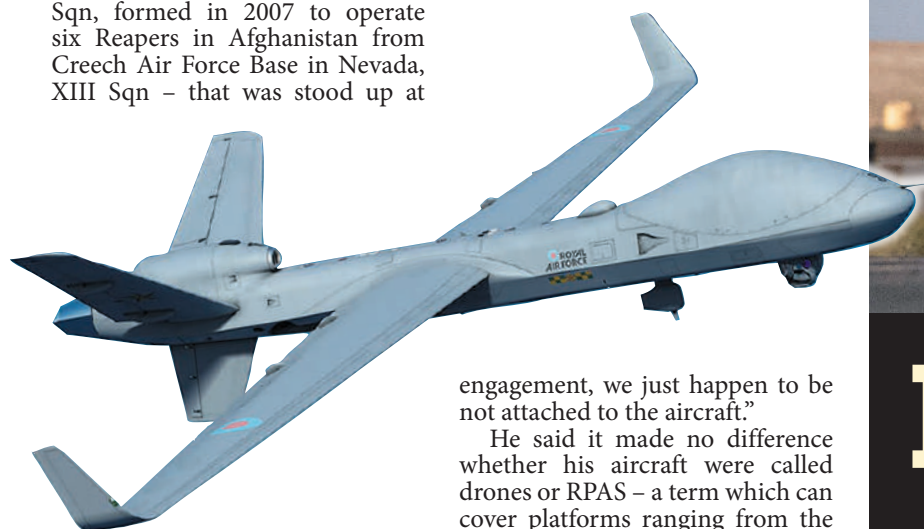 Sqn, formed in 2007 to operate
six Reapers in Afghanistan from
Creech Air Force Base in Nevada,
XIII Sqn – that was stood up at
ROYAL
AIR FORCE
engagement, we just happen to be
not attached to the aircraft.”
He said it made no difference
whether his aircraft were called
drones or RPAS – a term which can
cover platforms ranging from the